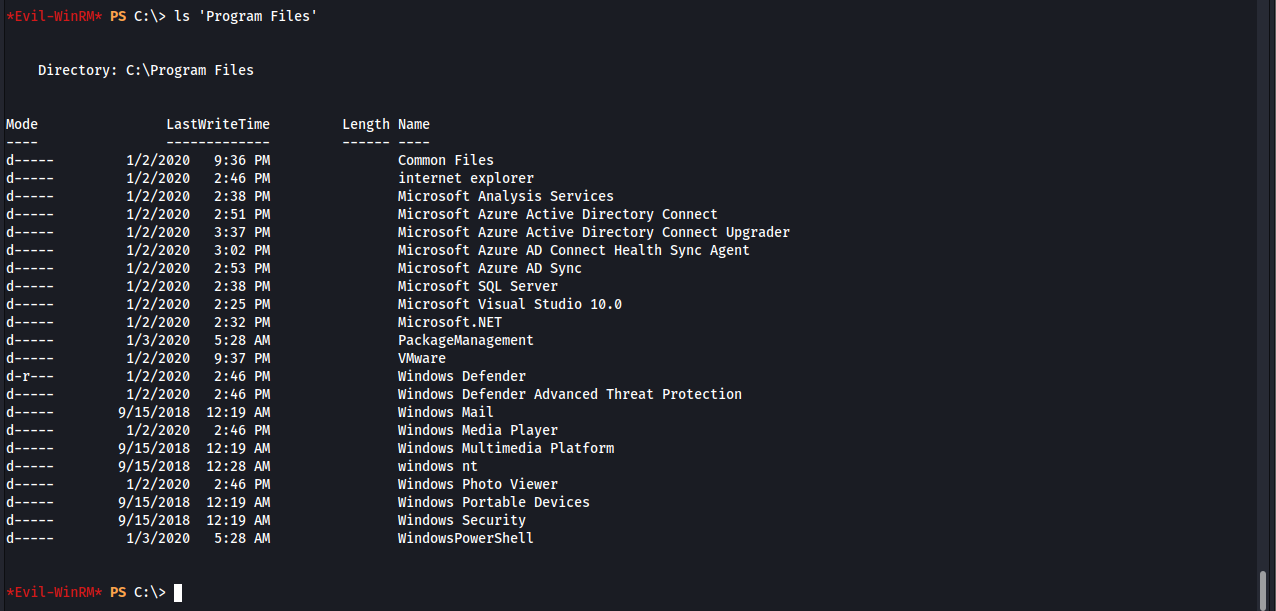 *Evil-WinRM* PS C:\> ls 'Program Files'
Directory: C:\Program Files
Mode LastWriteTime Length Name
---- ------------- ------ ----
d----- 1/2/2020 9:36 PM Common Files
d----- 1/2/2020 2:46 PM internet explorer
d----- 1/2/2020 2:38 PM Microsoft Analysis Services
d----- 1/2/2020 2:51 PM Microsoft Azure Active Directory Connect
d----- 1/2/2020 3:37 PM Microsoft Azure Active Directory Connect Upgrader
d----- 1/2/2020 3:02 PM Microsoft Azure AD Connect Health Sync Agent
d----- 1/2/2020 2:53 PM Microsoft Azure AD Sync
d----- 1/2/2020 2:38 PM Microsoft SQL Server
d----- 1/2/2020 2:25 PM Microsoft Visual Studio 10.0
d----- 1/2/2020 2:32 PM Microsoft.NET
d----- 1/3/2020 5:28 AM PackageManagement
d----- 1/2/2020 9:37 PM VMware
d-r--- 1/2/2020 2:46 PM Windows Defender
d----- 1/2/2020 2:46 PM Windows Defender Advanced Threat Protection
d----- 9/15/2018 12:19 AM Windows Mail
d----- 1/2/2020 2:46 PM Windows Media Player
d----- 9/15/2018 12:19 AM Windows Multimedia Platform
d----- 9/15/2018 12:28 AM windows nt
d----- 1/2/2020 2:46 PM Windows Photo Viewer
d----- 9/15/2018 12:19 AM Windows Portable Devices
d----- 9/15/2018 12:19 AM Windows Security
d----- 1/3/2020 5:28 AM WindowsPowerShell
*Evil-WinRM* PS C:\>